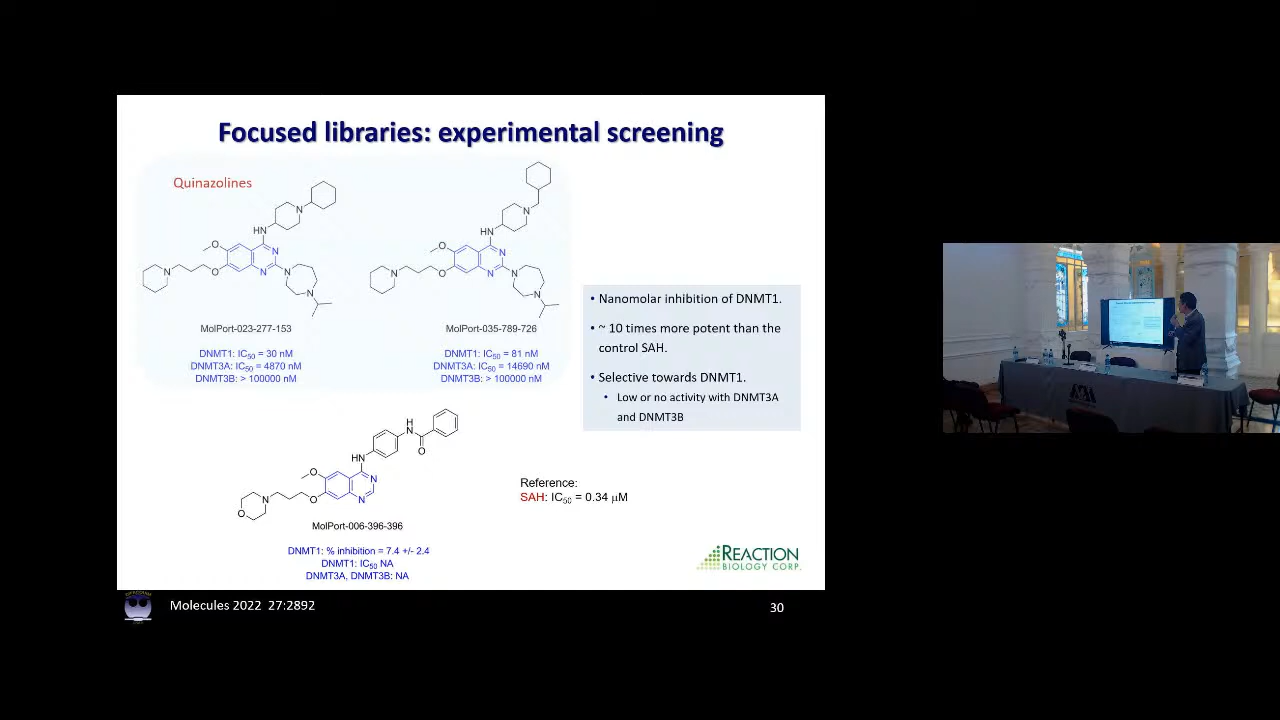 Focused libraries: experimental screening
Quinazolines
HN
N
O
N
N
N
O
N
N
MolPort-023-277-153
DNMT1: IC50 = 30 nM
DNMT3A: IC50 = 4870 nM
DNMT3B: > 100000 nM
N
HN
O
N
N
N
O
N
N
MolPort-035-789-726
DNMT1: IC50 = 81 nM
DNMT3A: IC50 = 14690 nM
DNMT3B: > 100000 nM
• Nanomolar inhibition of DNMT1.
• ~ 10 times more potent than the
control SAH.
• Selective towards DNMT1.
• Low or no activity with DNMT3A
and DNMT3B
H
N
O
HN
O
N
N
O
N
O
MolPort-006-396-396
DNMT1: % inhibition = 7.4 +/- 2.4
DNMT1: IC50 NA
DNMT3A, DNMT3B: NA
Reference:
SAH: IC50 = 0.34 μM
REACTION
BIOLOGY CORP.
Molecules 2022 27:2892
30